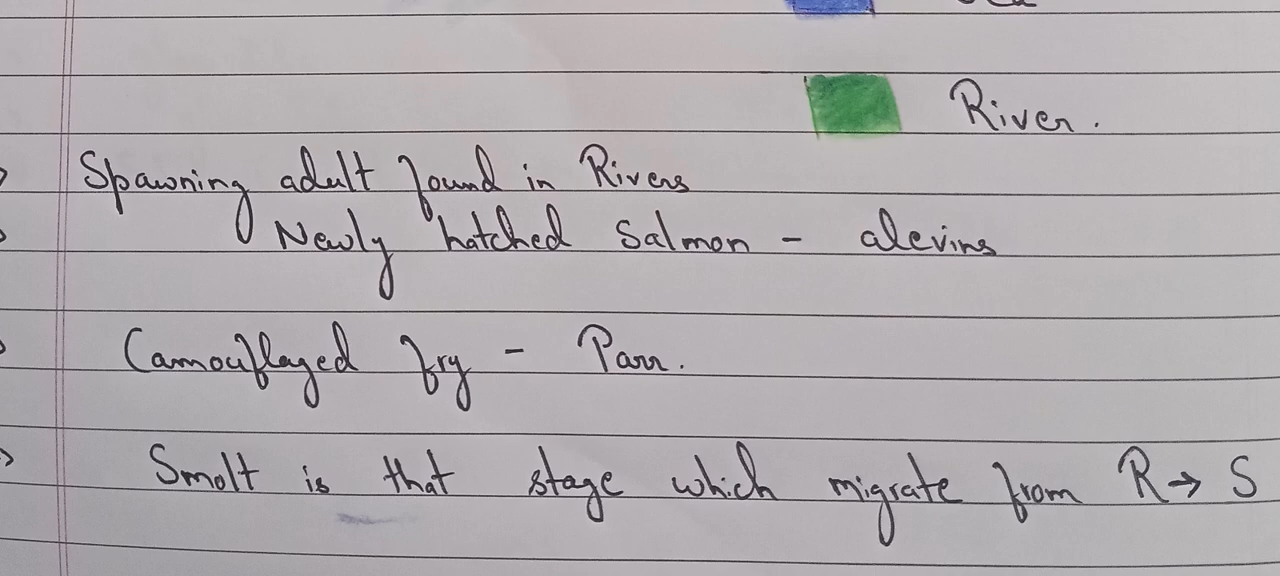 River.
Spawning adult found in Rivers
Newly hatched Salmon - alevins
Camouflaged fry - Parr.
Smolt is that stage which migrate from R → S